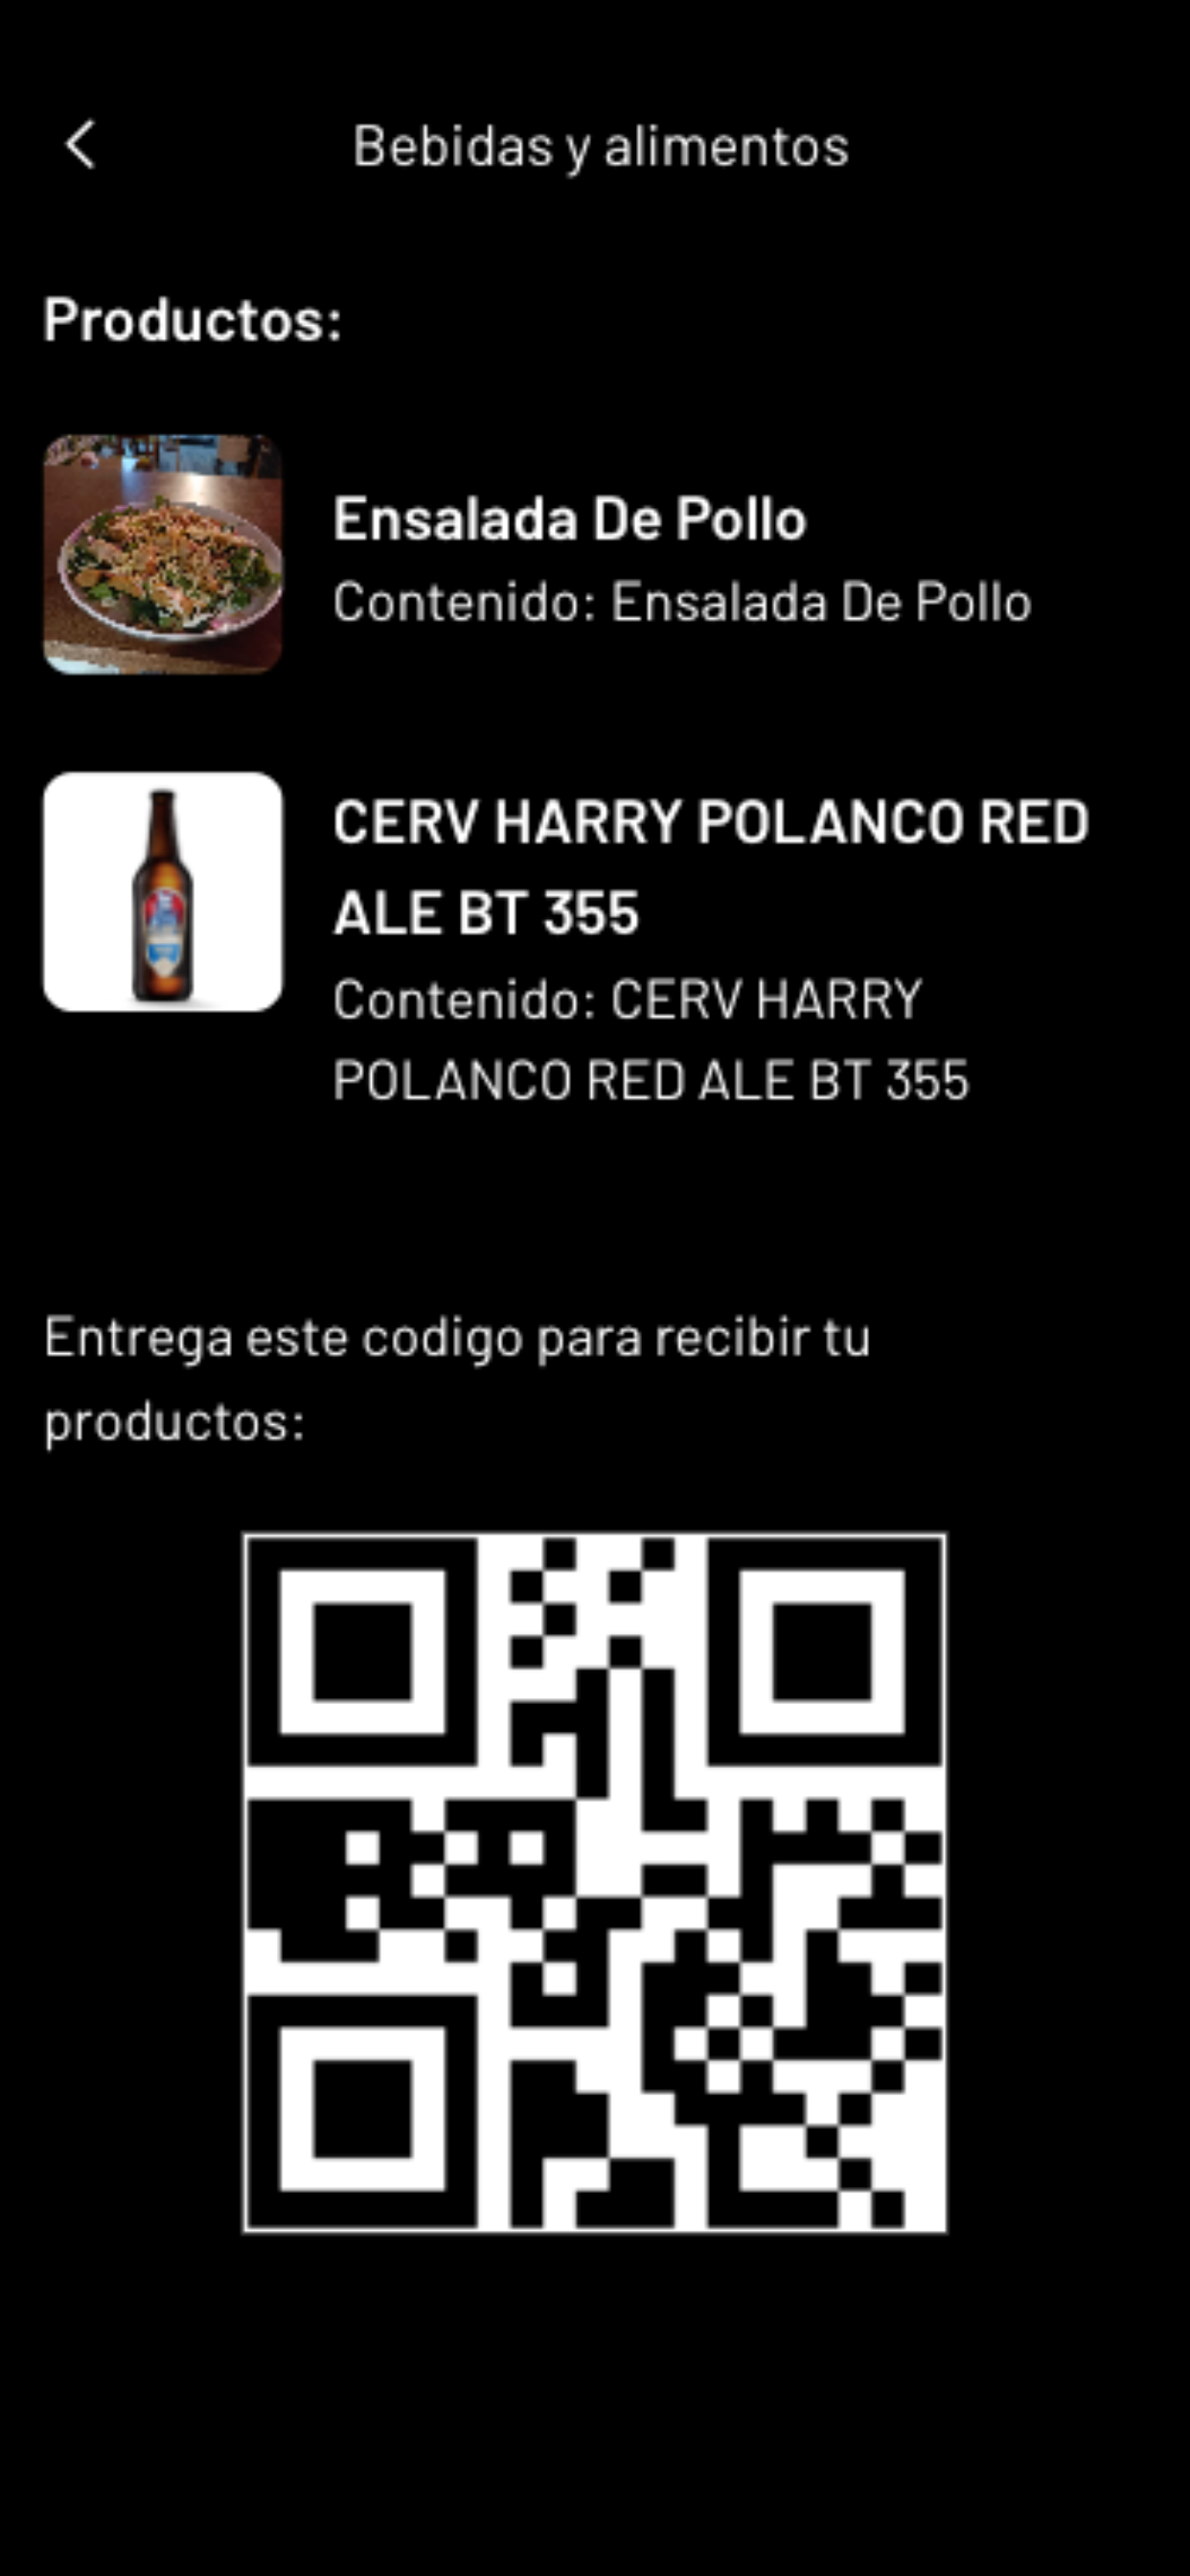 Bebidas y alimentos
Productos:
Ensalada De Pollo
Contenido: Ensalada De Pollo
CERV HARRY POLANCO RED
ALE BT 355
Contenido: CERV HARRY
POLANCO RED ALE BT 355
Entrega este codigo para recibir tu
productos: